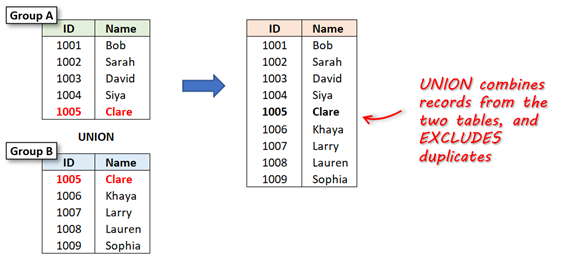 Group A
ID Name
1001 Bob
1002 Sarah
1003 David
1004 Siya
1005 Clare
UNION
Group B
ID Name
1005 Clare
1006 Khaya
1007 Larry
1008 Lauren
1009 Sophia
ID Name
1001 Bob
1002 Sarah
1003 David
1004 Siya
1005 Clare
1006 Khaya
1007 Larry
1008 Lauren
1009 Sophia
UNION combines
records from the
two tables, and
EXCLUDES
duplicates